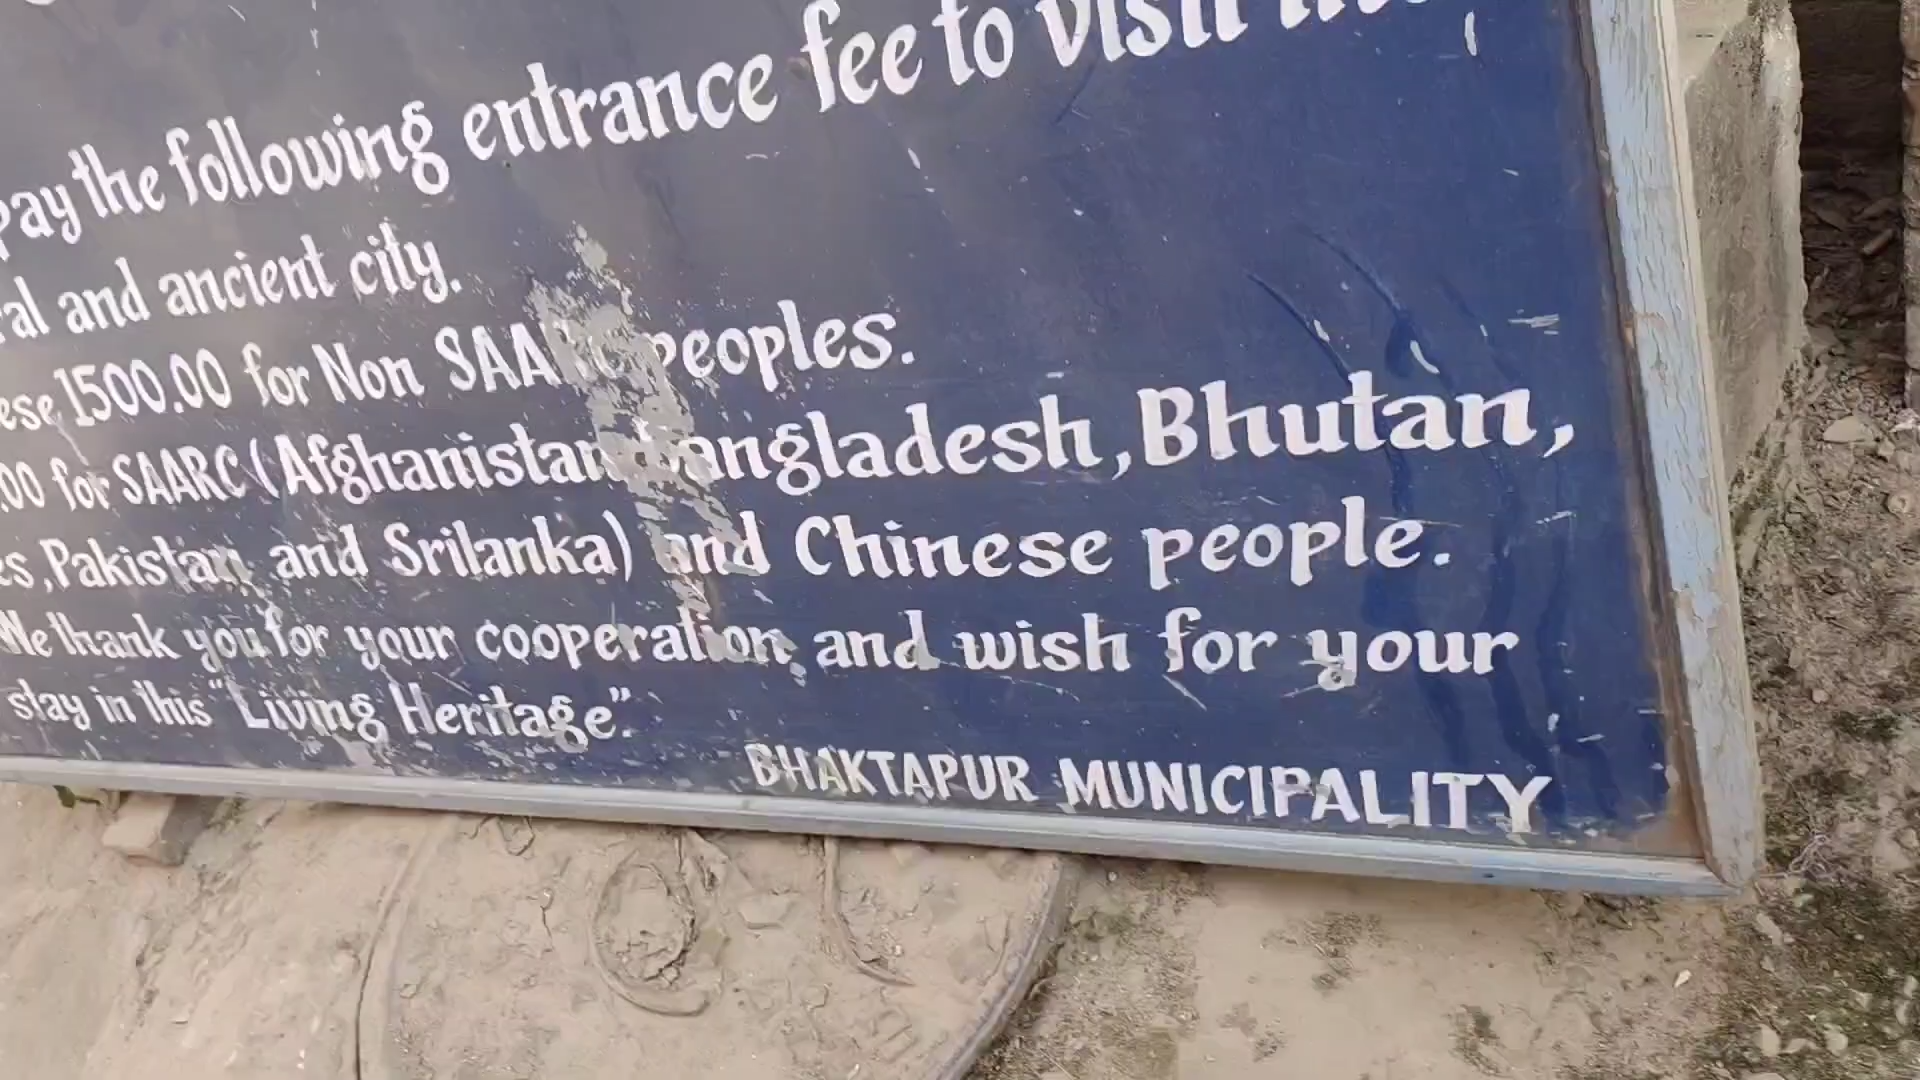 pay the following entrance fee to visit
and ancient city.
1500.00 for Non SAARC peoples.
.00 for SAARC (Afghanistan, Bangladesh, Bhutan,
es, Pakistan, and Srilanka) and Chinese people.
We thank you for your cooperation, and wish for your
stay in this "Living Heritage".
BHAKTAPUR MUNICIPALITY